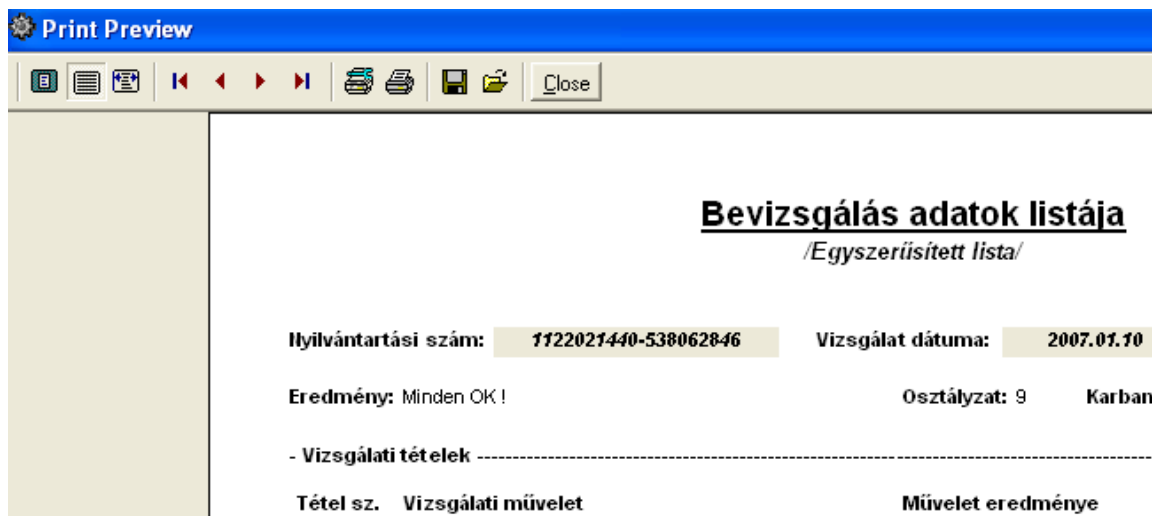 Print Preview
Close
Bevizsgálás adatok listája
/Egyszerűsített lista/
Nyilvántartási szám: 1122021440-538062846 Vizsgálat dátuma: 2007.01.10
Eredmény: Minden OK ! Osztályzat: 9 Karban
- Vizsgálati tételek ----------------------------------------------------------------
Tétel sz. Vizsgálati művelet Művelet eredménye